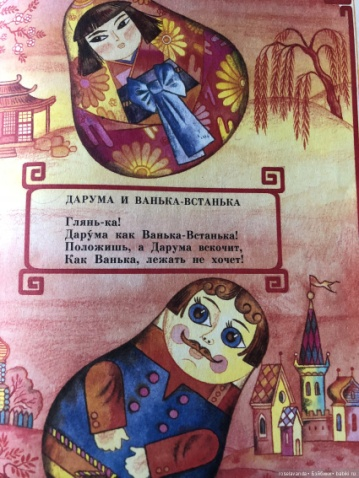 ДАРУМА И ВАНЬКА-ВСТАНЬКА
Глянь-ка!
Дару́ма как Ванька-Встанька!
Положишь, а Дарума вскочит,
Как Ванька, лежать не хочет!